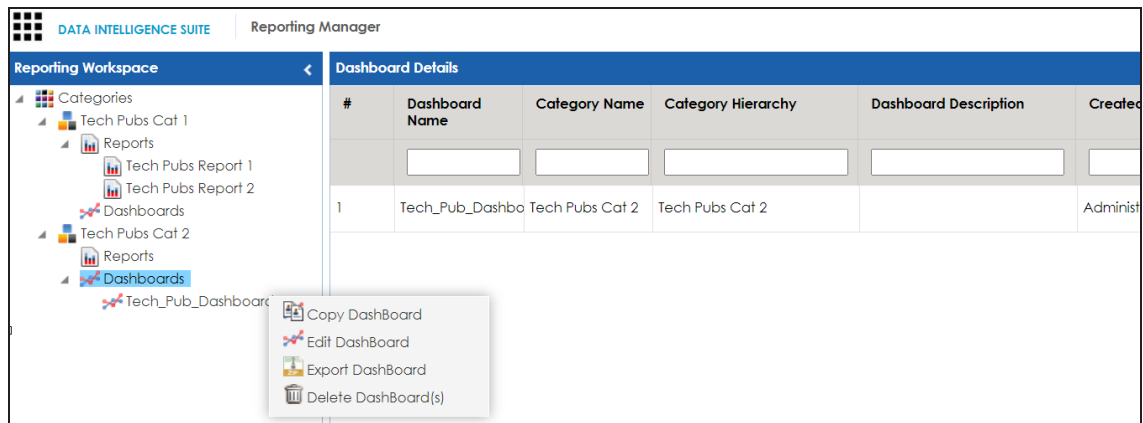 DATA INTELLIGENCE SUITE Reporting Manager
Reporting Workspace
Categories
Tech Pubs Cat 1
Reports
Tech Pubs Report 1
Tech Pubs Report 2
Dashboards
Tech Pubs Cat 2
Reports
Dashboards
Tech_Pub_Dashboard
Copy DashBoard
Edit DashBoard
Export DashBoard
Delete DashBoard(s)
Dashboard Details
# Dashboard Name Category Name Category Hierarchy Dashboard Description Created
1 Tech_Pub_Dashbo Tech Pubs Cat 2 Tech Pubs Cat 2 Administ